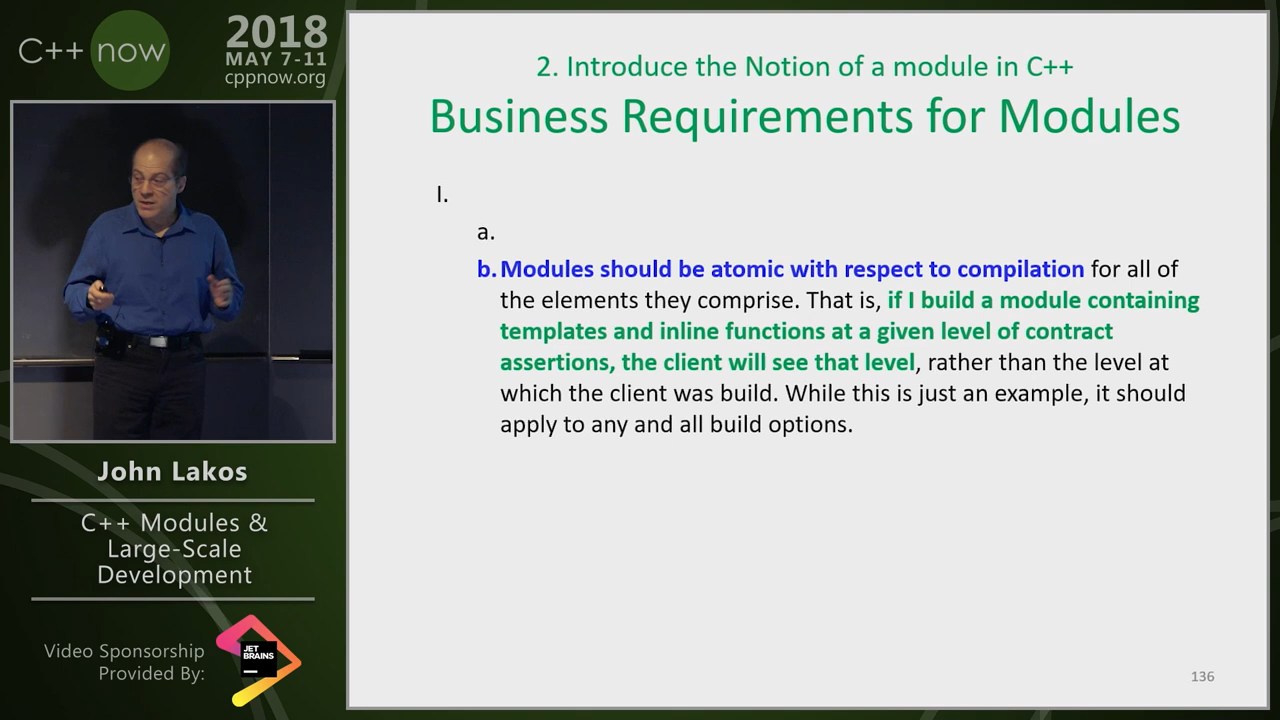 C++ now
2018
MAY 7-11
cppnow.org
John Lakos
C++ Modules &
Large-Scale
Development
Video Sponsorship
Provided By:
JET
BRAINS
2. Introduce the Notion of a module in C++
Business Requirements for Modules
I.
a.
b. Modules should be atomic with respect to compilation for all of
the elements they comprise. That is, if I build a module containing
templates and inline functions at a given level of contract
assertions, the client will see that level, rather than the level at
which the client was build. While this is just an example, it should
apply to any and all build options.
136